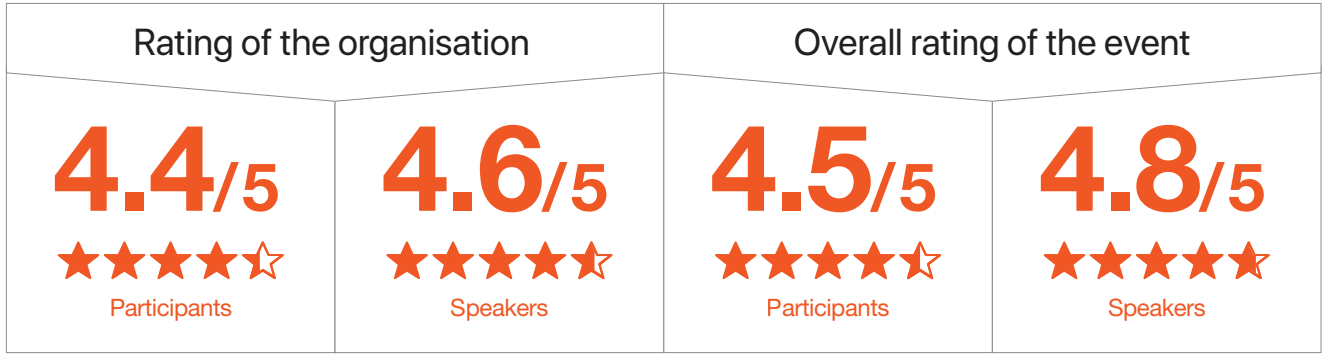 Rating of the organisation
Overall rating of the event
4.4/5
4.6/5
4.5/5
4.8/5
Participants
Speakers
Participants
Speakers